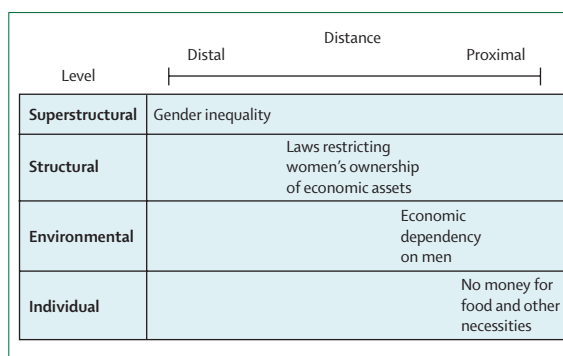 Distance
Distal Proximal
Level
Superstructural Gender inequality
Structural
Laws restricting
women’s ownership
of economic assets
Environmental
Economic
dependency
on men
Individual
No money for
food and other
necessities